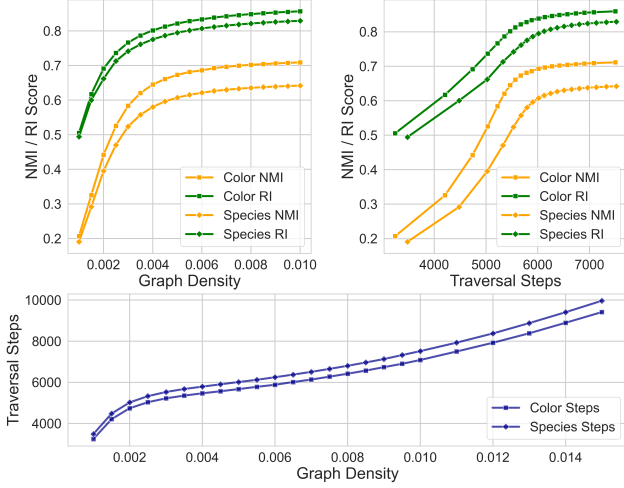 NMI / RI Score
0.8
0.7
0.6
0.5
0.4
0.3
0.2
Color NMI
Color RI
Species NMI
Species RI
0.002 0.004 0.006 0.008 0.010
Graph Density
NMI / RI Score
0.8
0.7
0.6
0.5
0.4
0.3
0.2
Color NMI
Color RI
Species NMI
Species RI
4000 5000 6000 7000
Traversal Steps
Traversal Steps
10000
8000
6000
4000
Color Steps
Species Steps
0.002 0.004 0.006 0.008 0.010 0.012 0.014
Graph Density